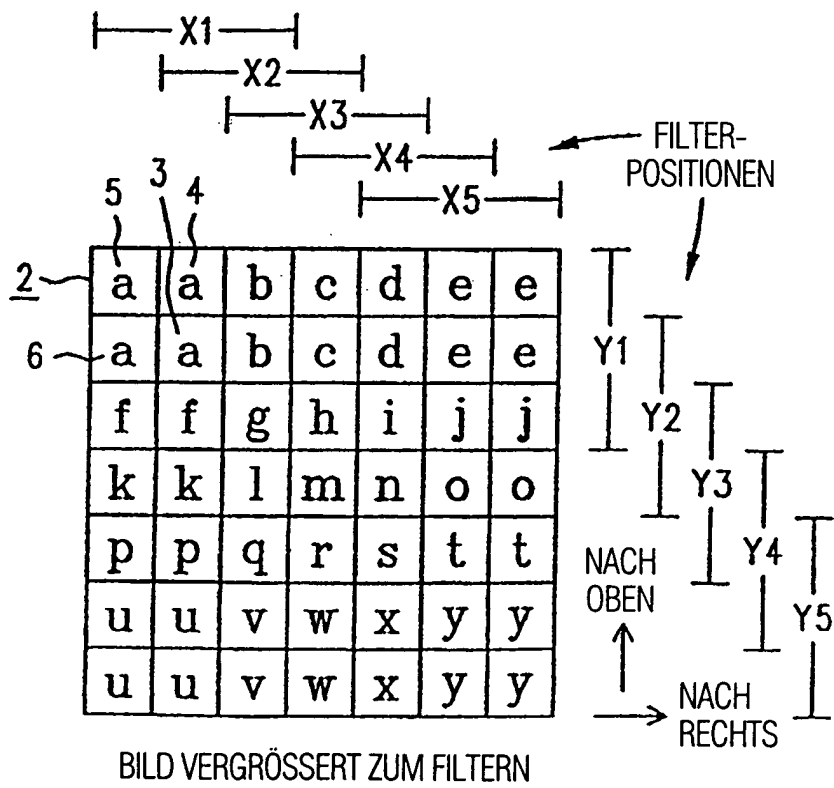 X1
X2
X3
X4
X5
FILTER-
POSITIONEN
5 3 4
2 a a b c d e e
6 a a b c d e e
f f g h i j j
k k l m n o o
p p q r s t t
u u v w x y y
u u v w x y y
Y1
Y2
Y3
Y4
Y5
NACH
OBEN
NACH
RECHTS
BILD VERGRÖSSERT ZUM FILTERN